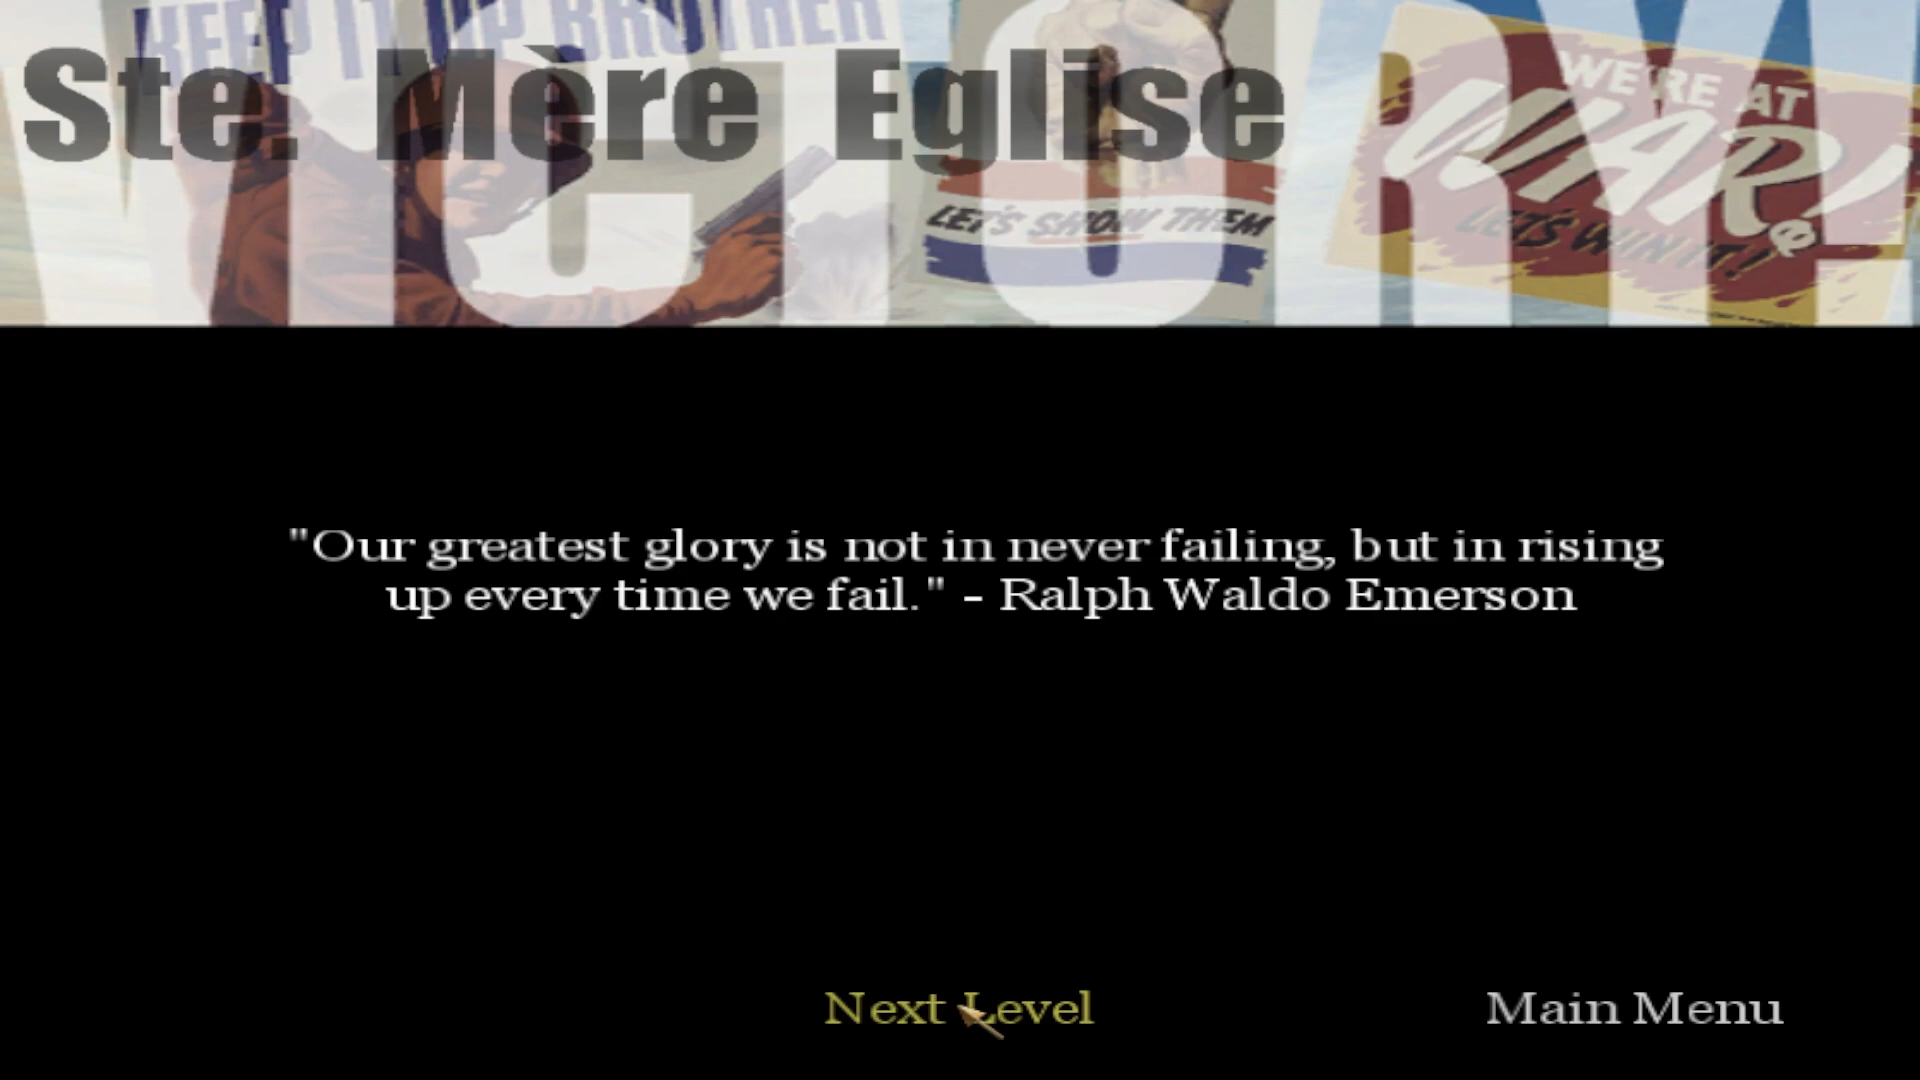 KEEP IT UP BROTHER
VICTORY
Ste. Mère Eglise
WE'RE AT
WAR!
LET'S SHOW THEM
LET'S WIN IT!
"Our greatest glory is not in never failing, but in rising
up every time we fail." - Ralph Waldo Emerson
Next Level
Main Menu